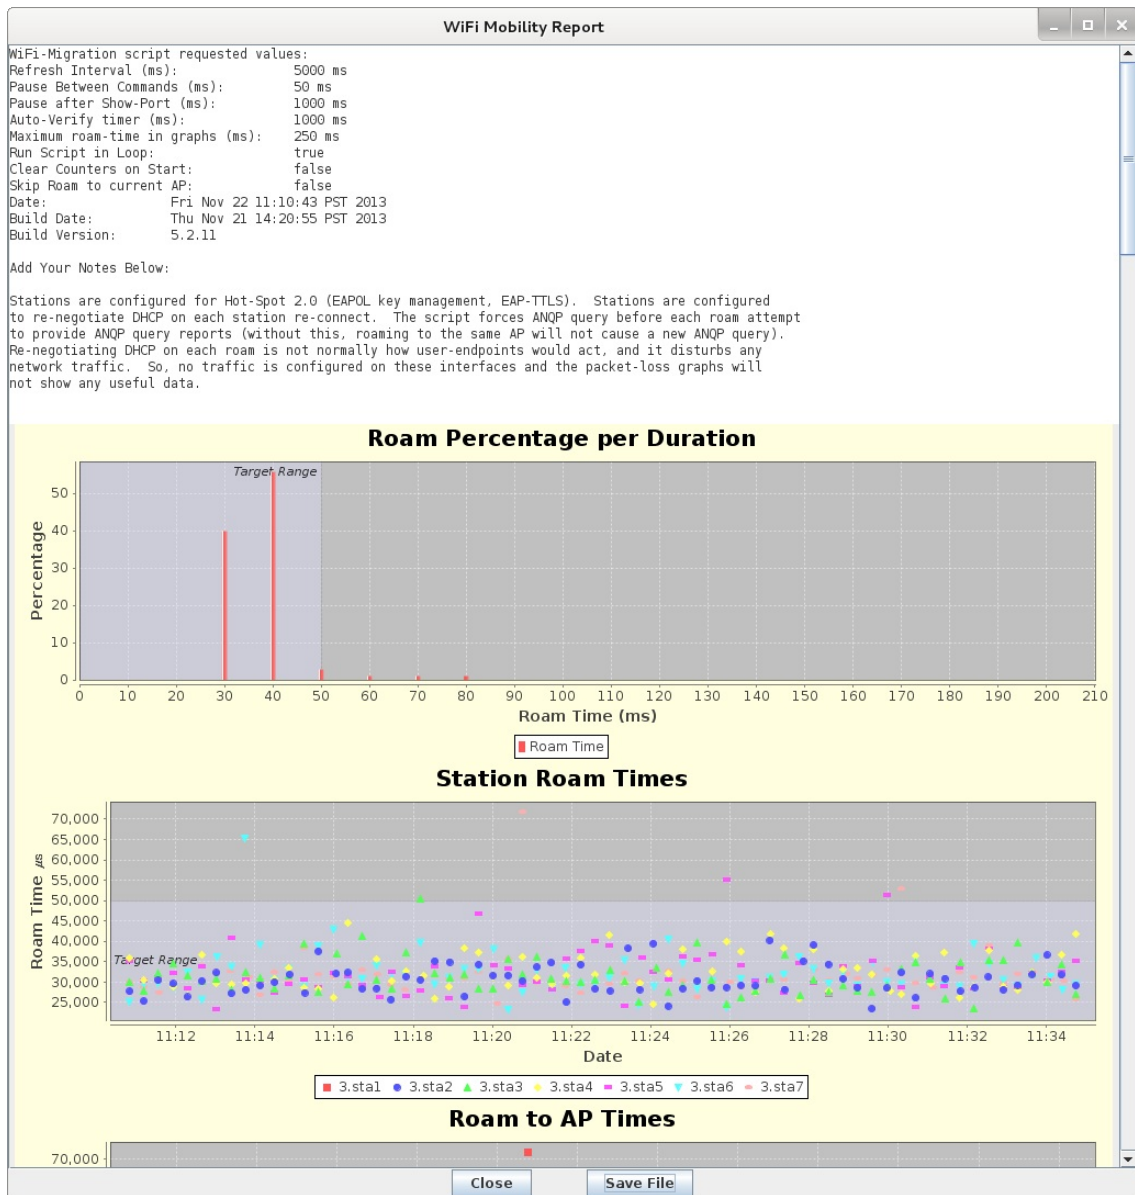 WiFi Mobility Report
WiFi-Migration script requested values:
Refresh Interval (ms): 5000 ms
Pause Between Commands (ms): 50 ms
Pause after Show-Port (ms): 1000 ms
Auto-Verify timer (ms): 1000 ms
Maximum roam-time in graphs (ms): 250 ms
Run Script in Loop: true
Clear Counters on Start: false
Skip Roam to current AP: false
Date: Fri Nov 22 11:10:43 PST 2013
Build Date: Thu Nov 21 14:20:55 PST 2013
Build Version: 5.2.11
Add Your Notes Below:
Stations are configured for Hot-Spot 2.0 (EAPOL key management, EAP-TTLS). Stations are configured
to re-negotiate DHCP on each station re-connect. The script forces ANQP query before each roam attempt
to provide ANQP query reports (without this, roaming to the same AP will not cause a new ANQP query).
Re-negotiating DHCP on each roam is not normally how user-endpoints would act, and it disturbs any
network traffic. So, no traffic is configured on these interfaces and the packet-loss graphs will
not show any useful data.
Roam Percentage per Duration
Target Range
Percentage
50
40
30
20
10
0
0 10 20 30 40 50 60 70 80 90 100 110 120 130 140 150 160 170 180 190 200 210
Roam Time (ms)
Roam Time
Station Roam Times
Roam Time µs
70,000
65,000
60,000
55,000
50,000
45,000
40,000
35,000
30,000
25,000
Target Range
11:12 11:14 11:16 11:18 11:20 11:22 11:24 11:26 11:28 11:30 11:32 11:34
Date
3.sta1 3.sta2 3.sta3 3.sta4 3.sta5 3.sta6 3.sta7
Roam to AP Times
70,000
Close Save File